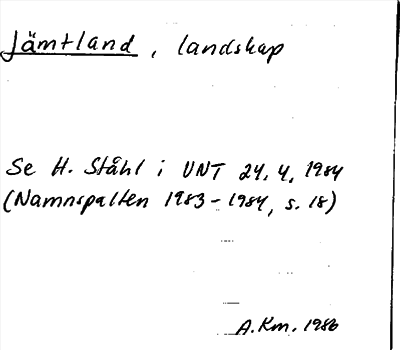 Jämtland, landskap
Se H. Ståhl i UNT 24.4.1984
(Namnspalten 1983-1984, s. 18)
A.Km. 1986